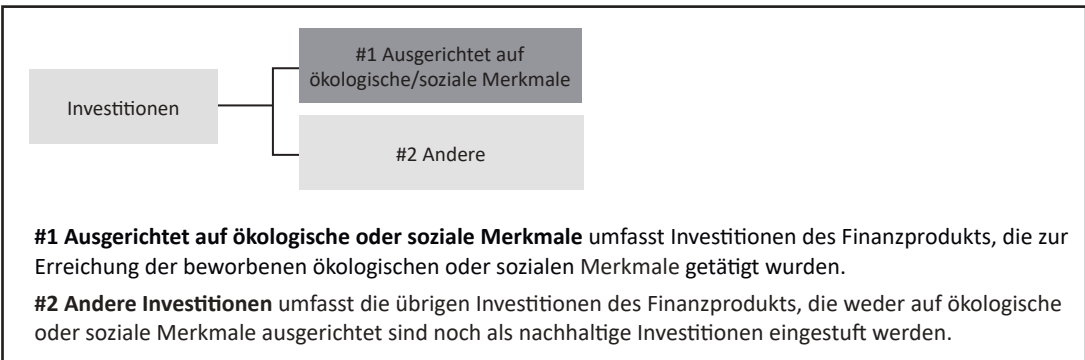 #1 Ausgerichtet auf
ökologische/soziale Merkmale
Investitionen
#2 Andere
#1 Ausgerichtet auf ökologische oder soziale Merkmale umfasst Investitionen des Finanzprodukts, die zur
Erreichung der beworbenen ökologischen oder sozialen Merkmale getätigt wurden.
#2 Andere Investitionen umfasst die übrigen Investitionen des Finanzprodukts, die weder auf ökologische
oder soziale Merkmale ausgerichtet sind noch als nachhaltige Investitionen eingestuft werden.